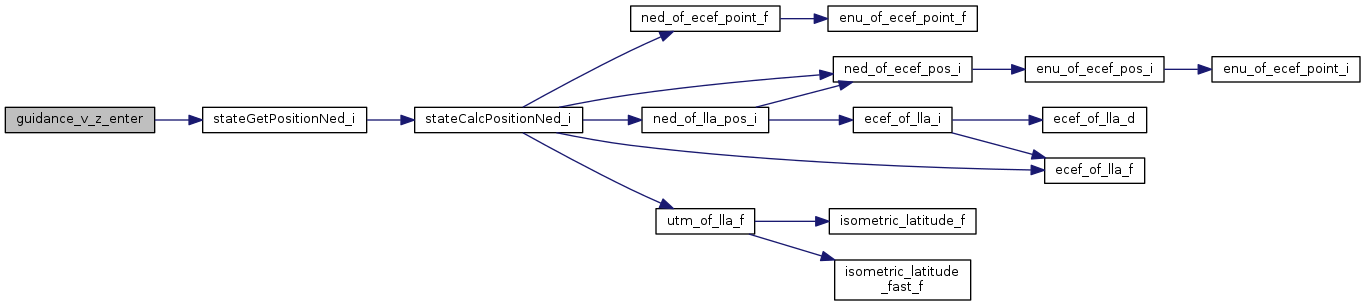 ned_of_ecef_point_f
enu_of_ecef_point_f
ned_of_ecef_pos_i
enu_of_ecef_pos_i
enu_of_ecef_point_i
guidance_v_z_enter
stateGetPositionNed_i
stateCalcPositionNed_i
ned_of_lla_pos_i
ecef_of_lla_i
ecef_of_lla_d
ecef_of_lla_f
utm_of_lla_f
isometric_latitude_f
isometric_latitude
_fast_f